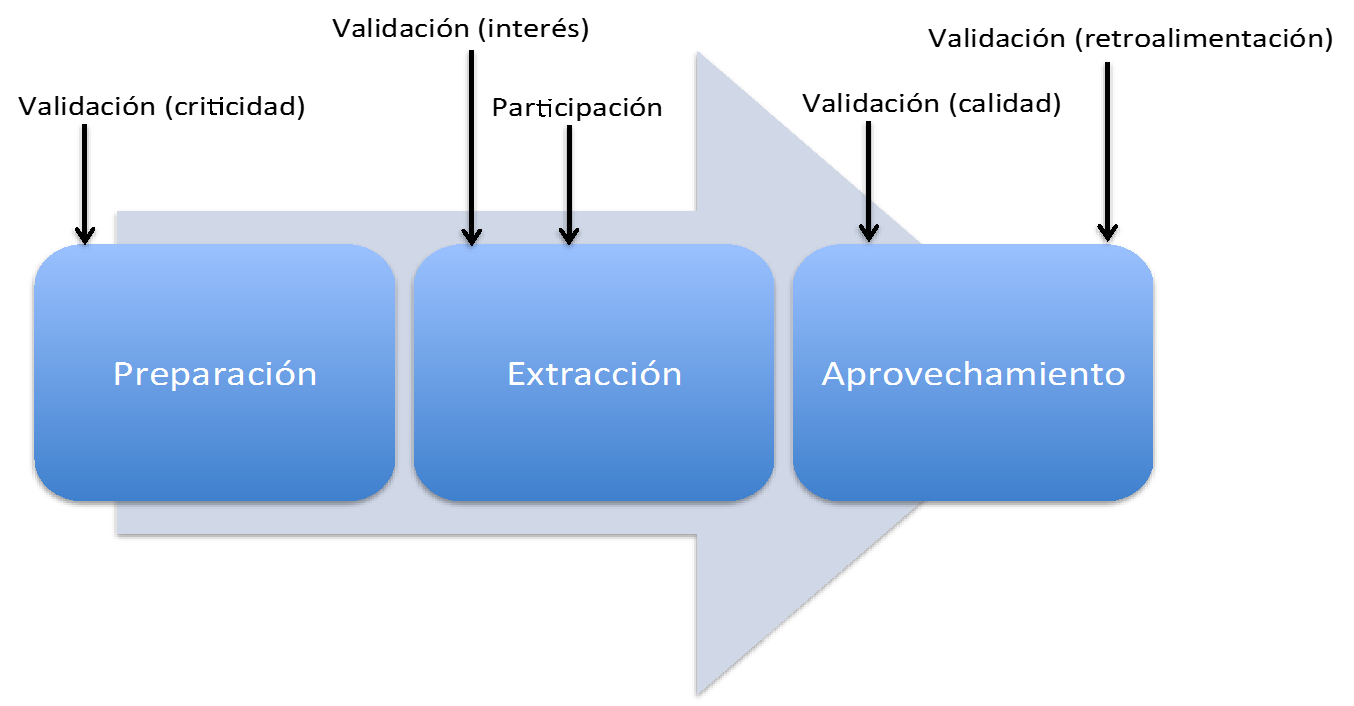 Validación (interés)
Validación (retroalimentación)
Validación (criticidad)
Participación
Validación (calidad)
Preparación
Extracción
Aprovechamiento